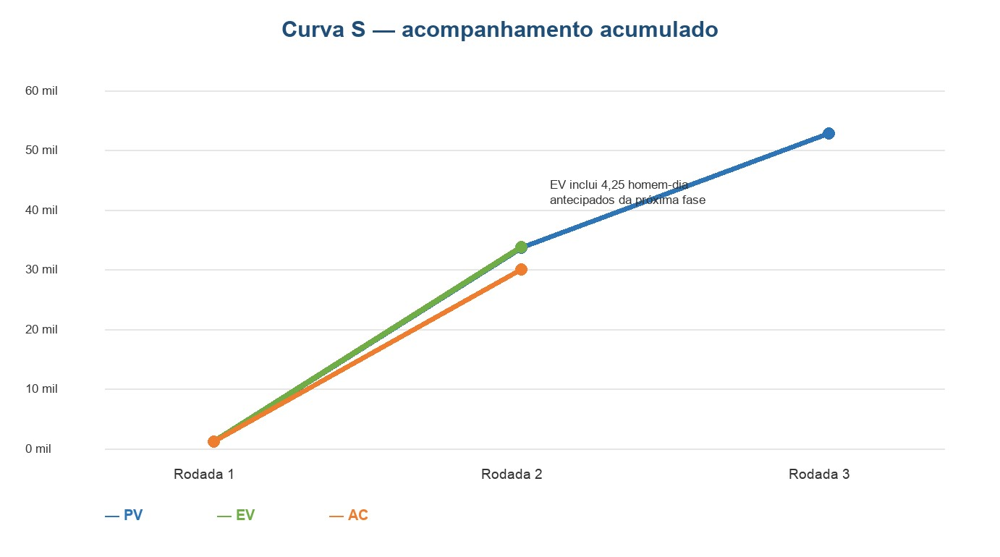 Curva S — acompanhamento acumulado
60 mil
50 mil
EV inclui 4,25 homem-dia
antecipados da próxima fase
40 mil
30 mil
20 mil
10 mil
0 mil
Rodada 1
Rodada 2
Rodada 3
— PV
— EV
— AC